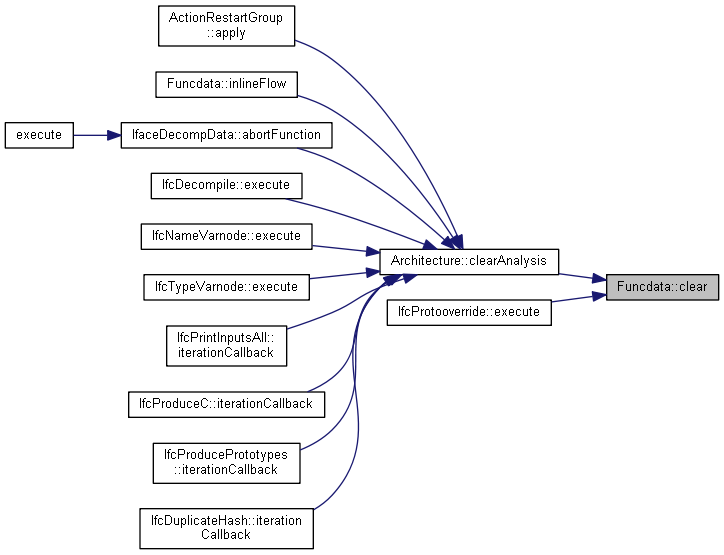 ActionRestartGroup
::apply
Funcdata::inlineFlow
execute
IfaceDecompData::abortFunction
IfcDecompile::execute
IfcNameVarnode::execute
Architecture::clearAnalysis
IfcTypeVarnode::execute
Funcdata::clear
IfcProtooverride::execute
IfcPrintInputsAll::
iterationCallback
IfcProduceC::iterationCallback
IfcProducePrototypes
::iterationCallback
IfcDuplicateHash::iteration
Callback